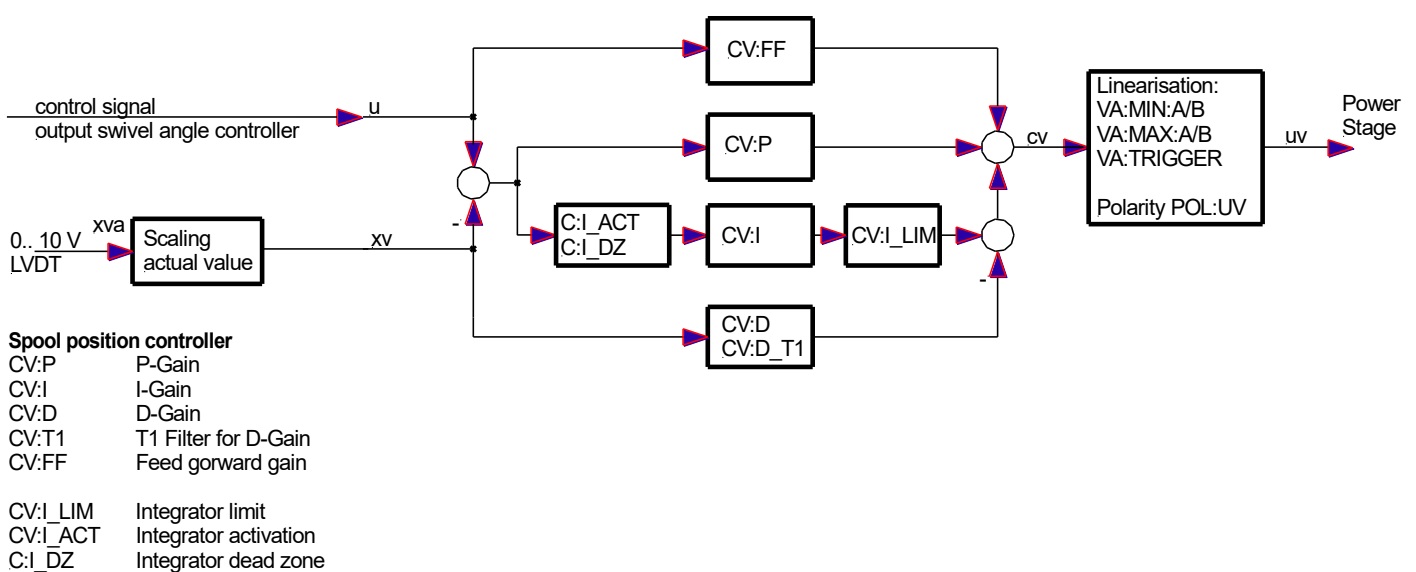 CV:FF
control signal
output swivel angle controller
u
CV:P
cv
Linearisation:
VA:MIN:A/B
VA:MAX:A/B
VA:TRIGGER
Polarity POL:UV
uv
Power
Stage
0.. 10 V
LVDT
xva
Scaling
actual value
xv
-
C:I_ACT
C:I_DZ
CV:I
CV:I_LIM
-
CV:D
CV:D_T1
Spool position controller
CV:P P-Gain
CV:I I-Gain
CV:D D-Gain
CV:T1 T1 Filter for D-Gain
CV:FF Feed gorward gain
CV:I_LIM Integrator limit
CV:I_ACT Integrator activation
C:I_DZ Integrator dead zone